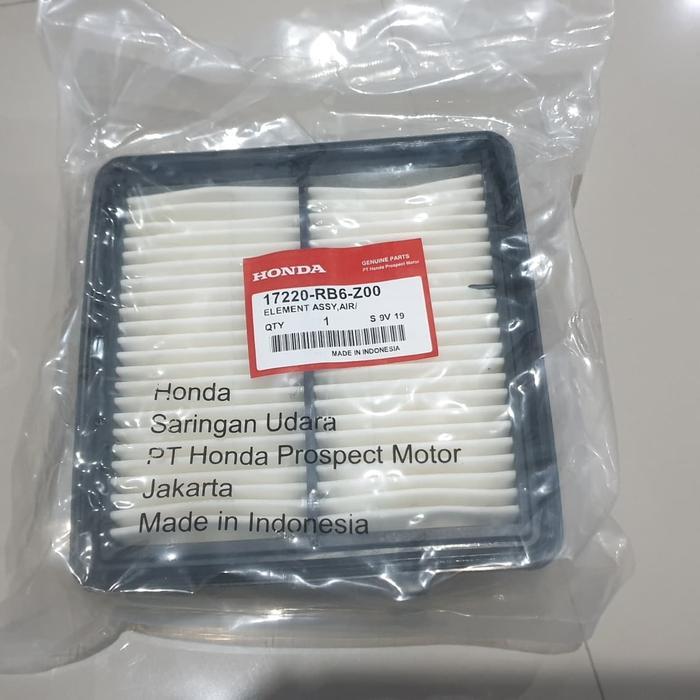 HONDA
GENUINE PARTS
PT Honda Prospect Motor
17220-RB6-Z00
ELEMENT ASSY,AIR/
QTY 1 S 9V 19
MADE IN INDONESIA
Honda
Saringan Udara
PT Honda Prospect Motor
Jakarta
Made in Indonesia